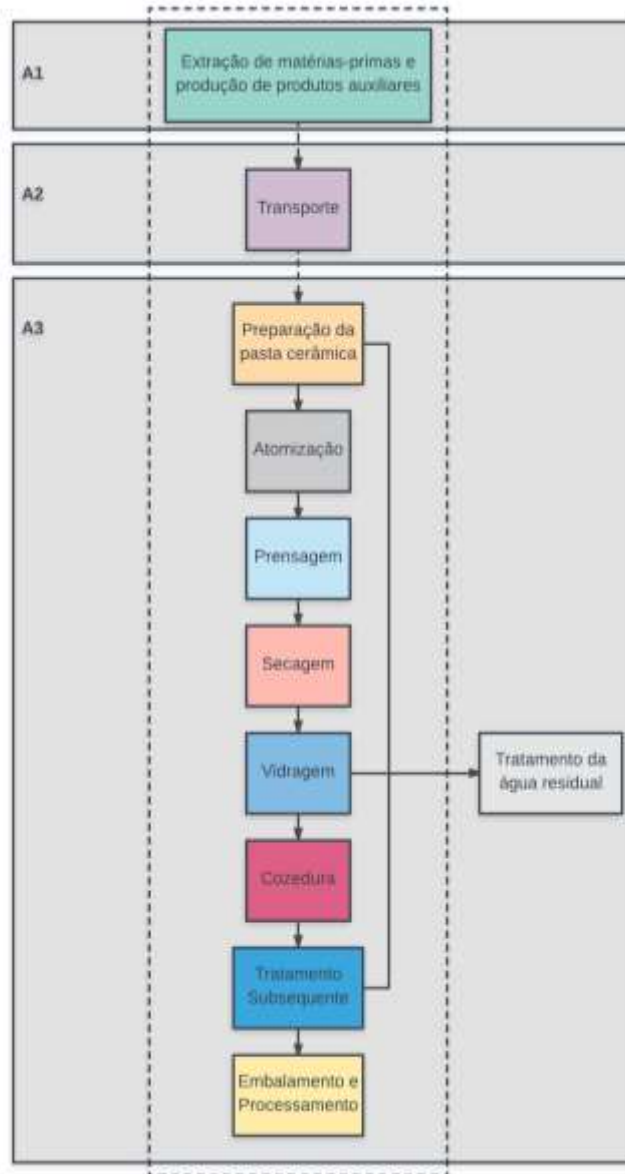 A1
Extração de matérias-primas e
produção de produtos auxiliares
A2
Transporte
A3
Preparação da
pasta cerâmica
Atomização
Prensagem
Secagem
Vidragem
Tratamento da
água residual
Cozedura
Tratamento
Subsequente
Embalamento e
Processamento